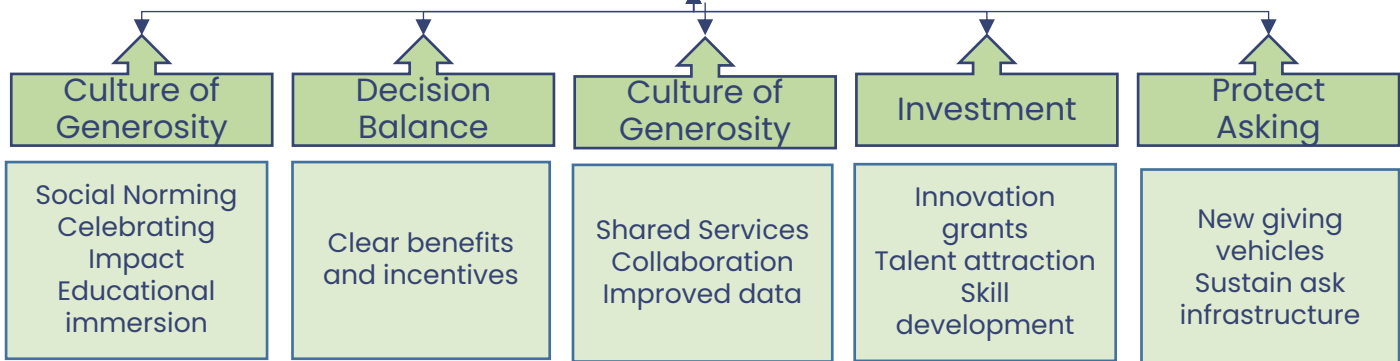 Culture of
Generosity
Decision
Balance
Culture of
Generosity
Investment
Protect
Asking
Social Norming
Celebrating
Impact
Educational
immersion
Clear benefits
and incentives
Shared Services
Collaboration
Improved data
Innovation
grants
Talent attraction
Skill
development
New giving
vehicles
Sustain ask
infrastructure